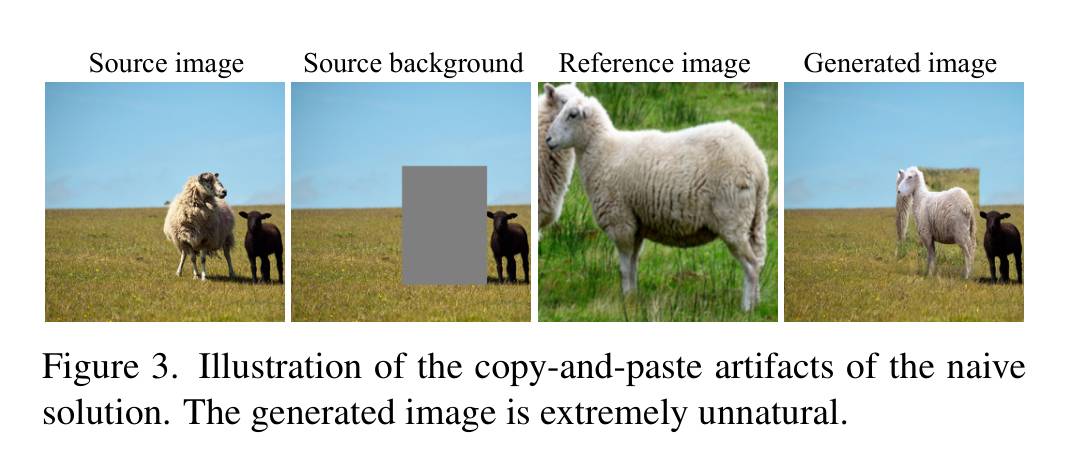 Source image Source background Reference image Generated image
Figure 3. Illustration of the copy-and-paste artifacts of the naive
solution. The generated image is extremely unnatural.